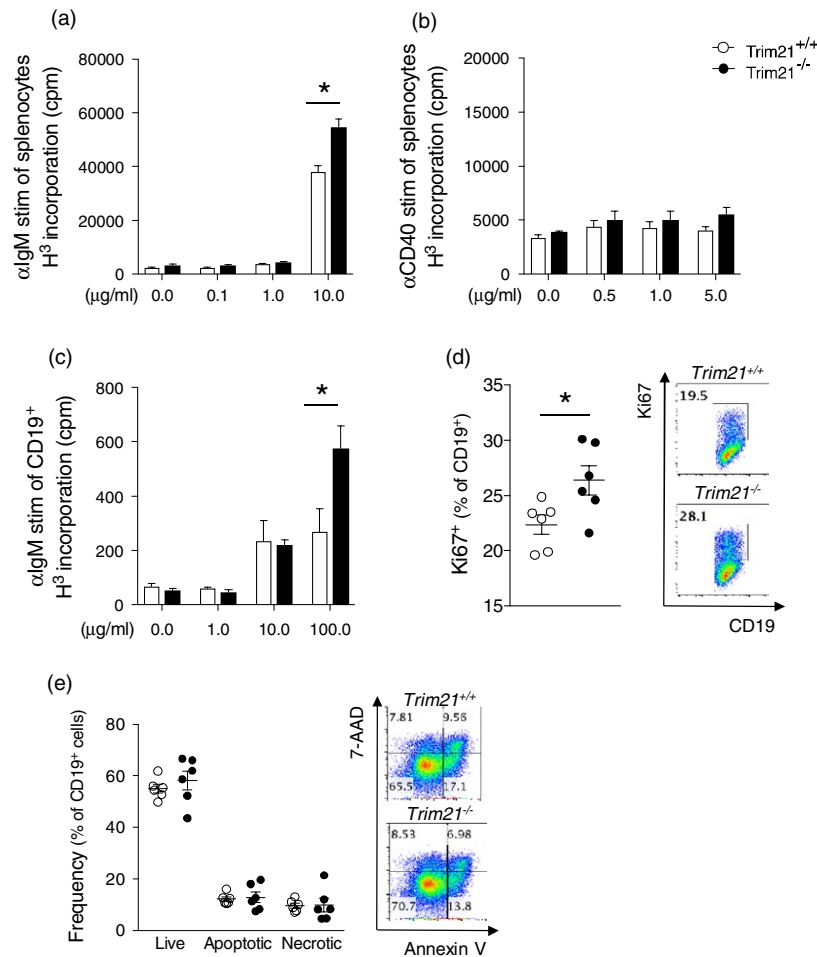 (a)
αIgM stim of splenocytes
H³ incorporation (cpm)
80000
60000
40000
20000
0
*
(μg/ml)
0.0 0.1 1.0 10.0
(b)
αCD40 stim of splenocytes
H³ incorporation (cpm)
20000
15000
10000
5000
0
(μg/ml)
0.0 0.5 1.0 5.0
Trim21+/+
Trim21-/-
(c)
αIgM stim of CD19+
H³ incorporation (cpm)
800
600
400
200
0
*
(μg/ml)
0.0 1.0 10.0 100.0
(d)
Ki67+ (% of CD19+)
35
30
25
20
15
*
Ki67
Trim21+/+
19.5
Trim21-/-
28.1
CD19
(e)
Frequency (% of CD19+ cells)
80
60
40
20
0
Live Apoptotic Necrotic
7-AAD
Trim21+/+
7.81 9.56
65.5 17.1
Trim21-/-
8.53 6.98
70.7 13.8
Annexin V